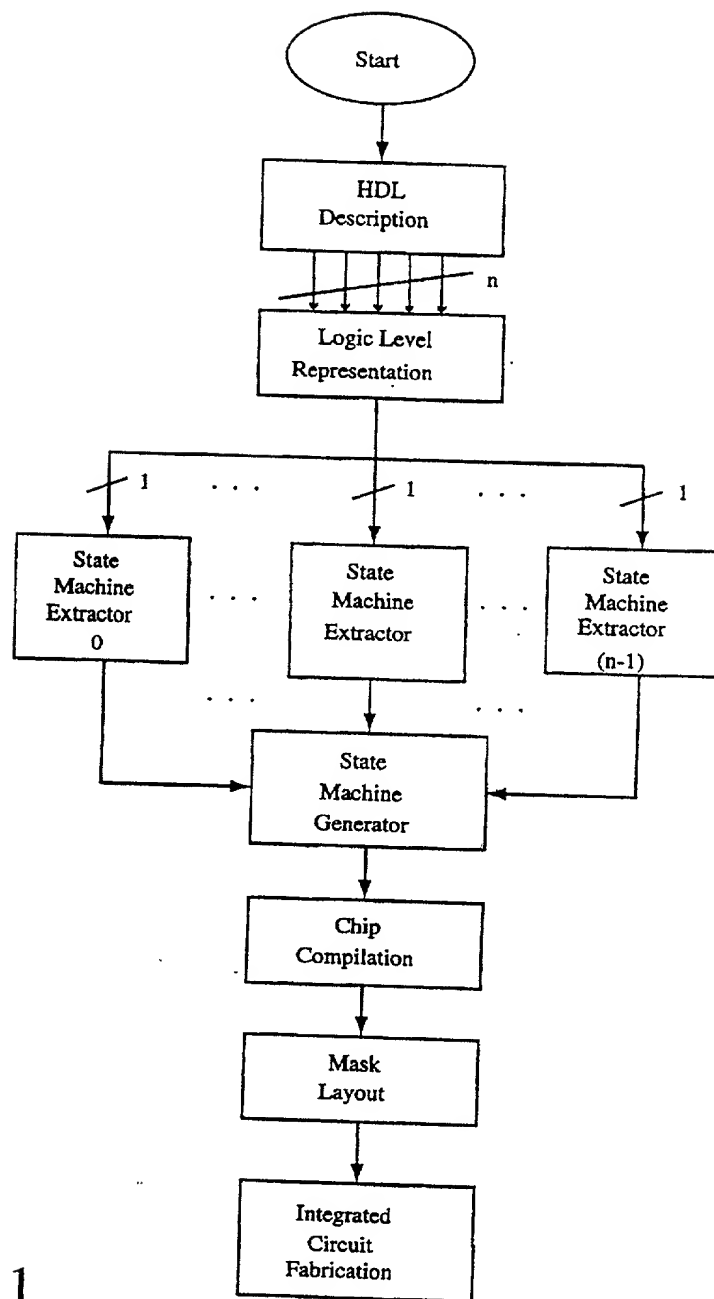 Start
HDL
Description
n
Logic Level
Representation
1 . . . 1 . . . 1
State
Machine
Extractor
0
. . .
State
Machine
Extractor
. . .
State
Machine
Extractor
(n-1)
. . . . . .
State
Machine
Generator
Chip
Compilation
Mask
Layout
Integrated
Circuit
Fabrication
1